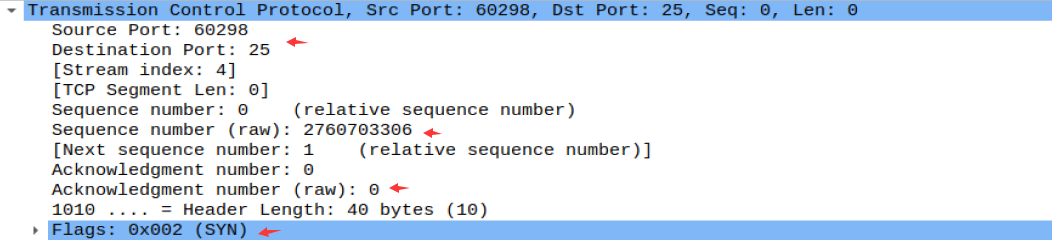 Transmission Control Protocol, Src Port: 60298, Dst Port: 25, Seq: 0, Len: 0
Source Port: 60298
Destination Port: 25
[Stream index: 4]
[TCP Segment Len: 0]
Sequence number: 0    (relative sequence number)
Sequence number (raw): 2760703306
[Next sequence number: 1    (relative sequence number)]
Acknowledgment number: 0
Acknowledgment number (raw): 0
1010 .... = Header Length: 40 bytes (10)
Flags: 0x002 (SYN)